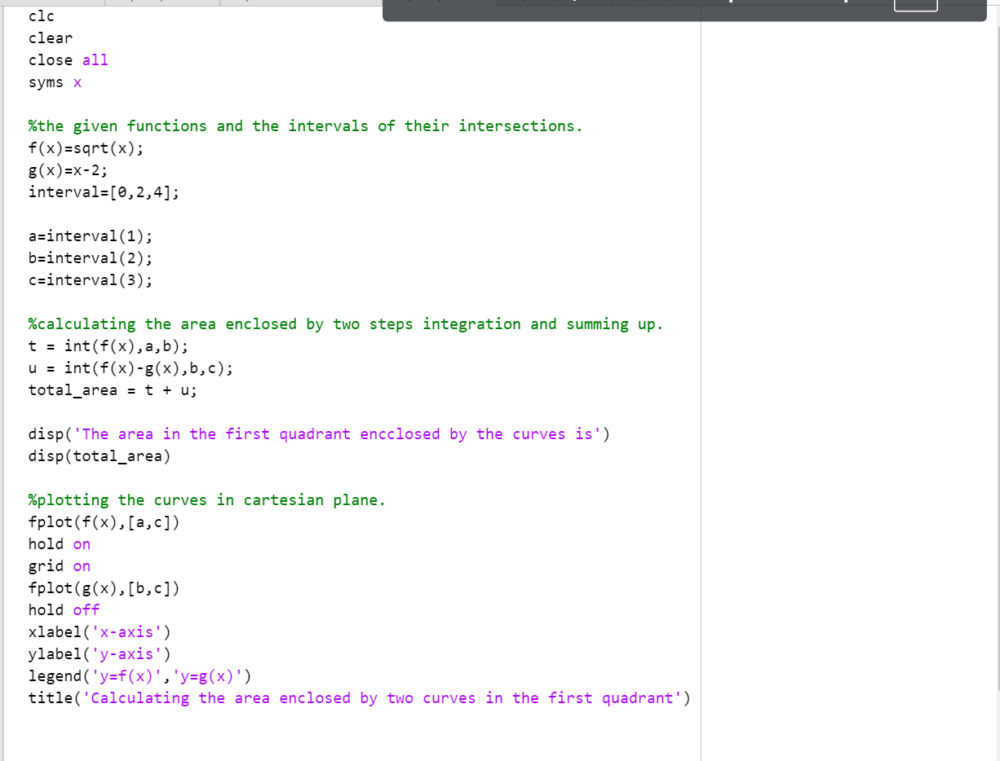 clc
clear
close all
syms x
%the given functions and the intervals of their intersections.
f(x)=sqrt(x);
g(x)=x-2;
interval=[0,2,4];
a=interval(1);
b=interval(2);
c=interval(3);
%calculating the area enclosed by two steps integration and summing up.
t = int(f(x),a,b);
u = int(f(x)-g(x),b,c);
total_area = t + u;
disp('The area in the first quadrant encclosed by the curves is')
disp(total_area)
%plotting the curves in cartesian plane.
fplot(f(x),[a,c])
hold on
grid on
fplot(g(x),[b,c])
hold off
xlabel('x-axis')
ylabel('y-axis')
legend('y=f(x)','y=g(x)')
title('Calculating the area enclosed by two curves in the first quadrant')